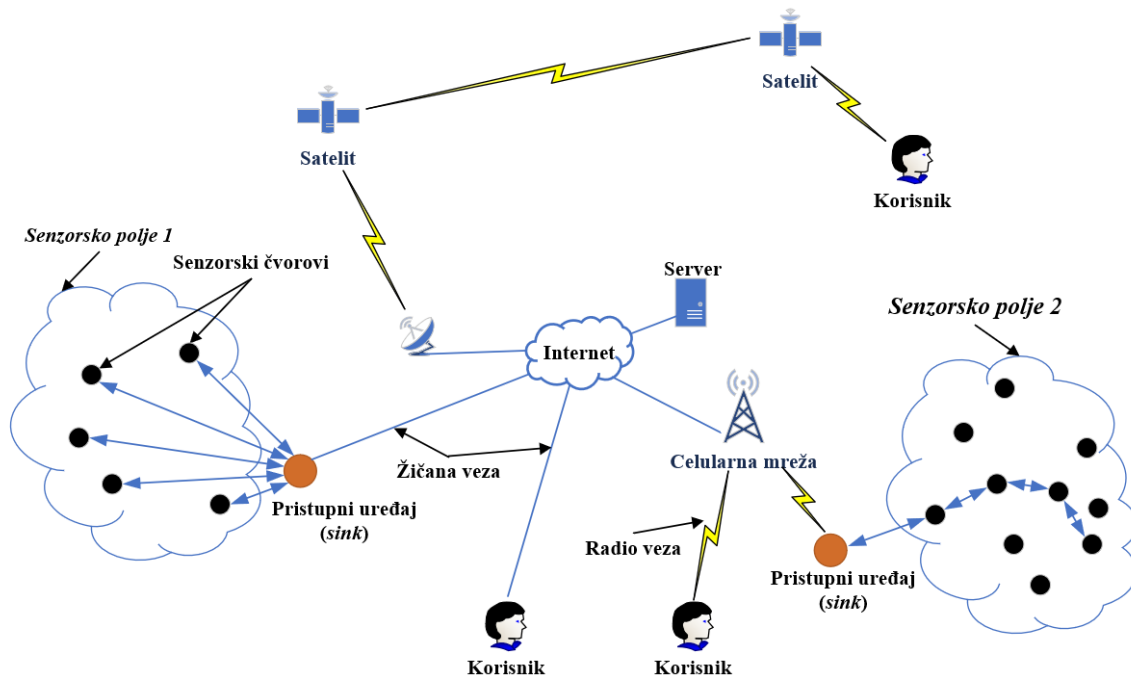 Satelit
Satelit
Korisnik
Senzorsko polje 1
Senzorski čvorovi
Server
Senzorsko polje 2
Internet
Žičana veza
Celularna mreža
Pristupni uređaj
(sink)
Radio veza
Pristupni uređaj
(sink)
Korisnik
Korisnik